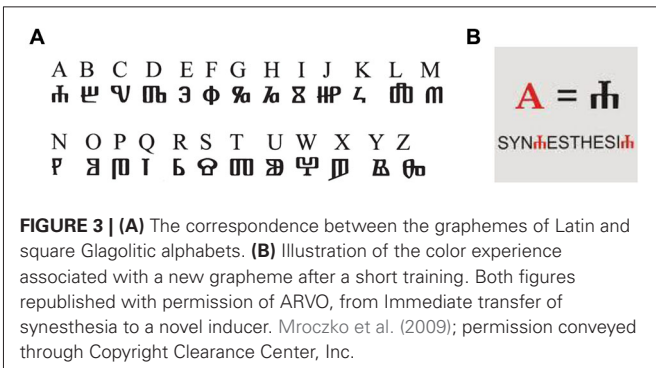 A
A B C D E F G H I J K L M
N O P Q R S T U W X Y Z
B
A = Ⰰ
SYNⰀESTHESIⰀ
FIGURE 3 | (A) The correspondence between the graphemes of Latin and
square Glagolitic alphabets. (B) Illustration of the color experience
associated with a new grapheme after a short training. Both figures
republished with permission of ARVO, from Immediate transfer of
synesthesia to a novel inducer. Mroczko et al. (2009); permission conveyed
through Copyright Clearance Center, Inc.